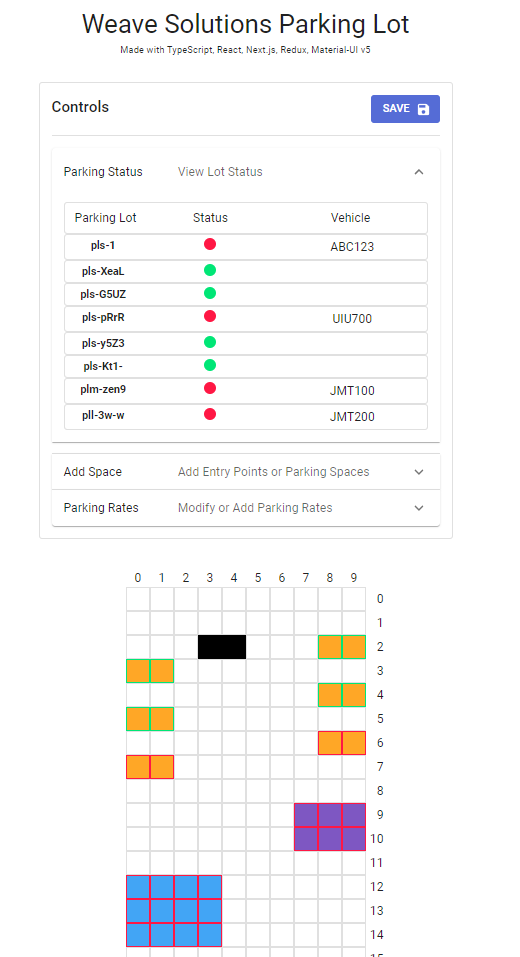 Weave Solutions Parking Lot
Made with TypeScript, React, Next.js, Redux, Material-UI v5
Controls SAVE
Parking Status View Lot Status
Parking Lot Status Vehicle
pls-1 ABC123
pls-XeaL
pls-G5UZ
pls-pRrR UIU700
pls-y5Z3
pls-Kt1-
plm-zen9 JMT100
pll-3w-w JMT200
Add Space Add Entry Points or Parking Spaces
Parking Rates Modify or Add Parking Rates
0 1 2 3 4 5 6 7 8 9
0
1
2
3
4
5
6
7
8
9
10
11
12
13
14